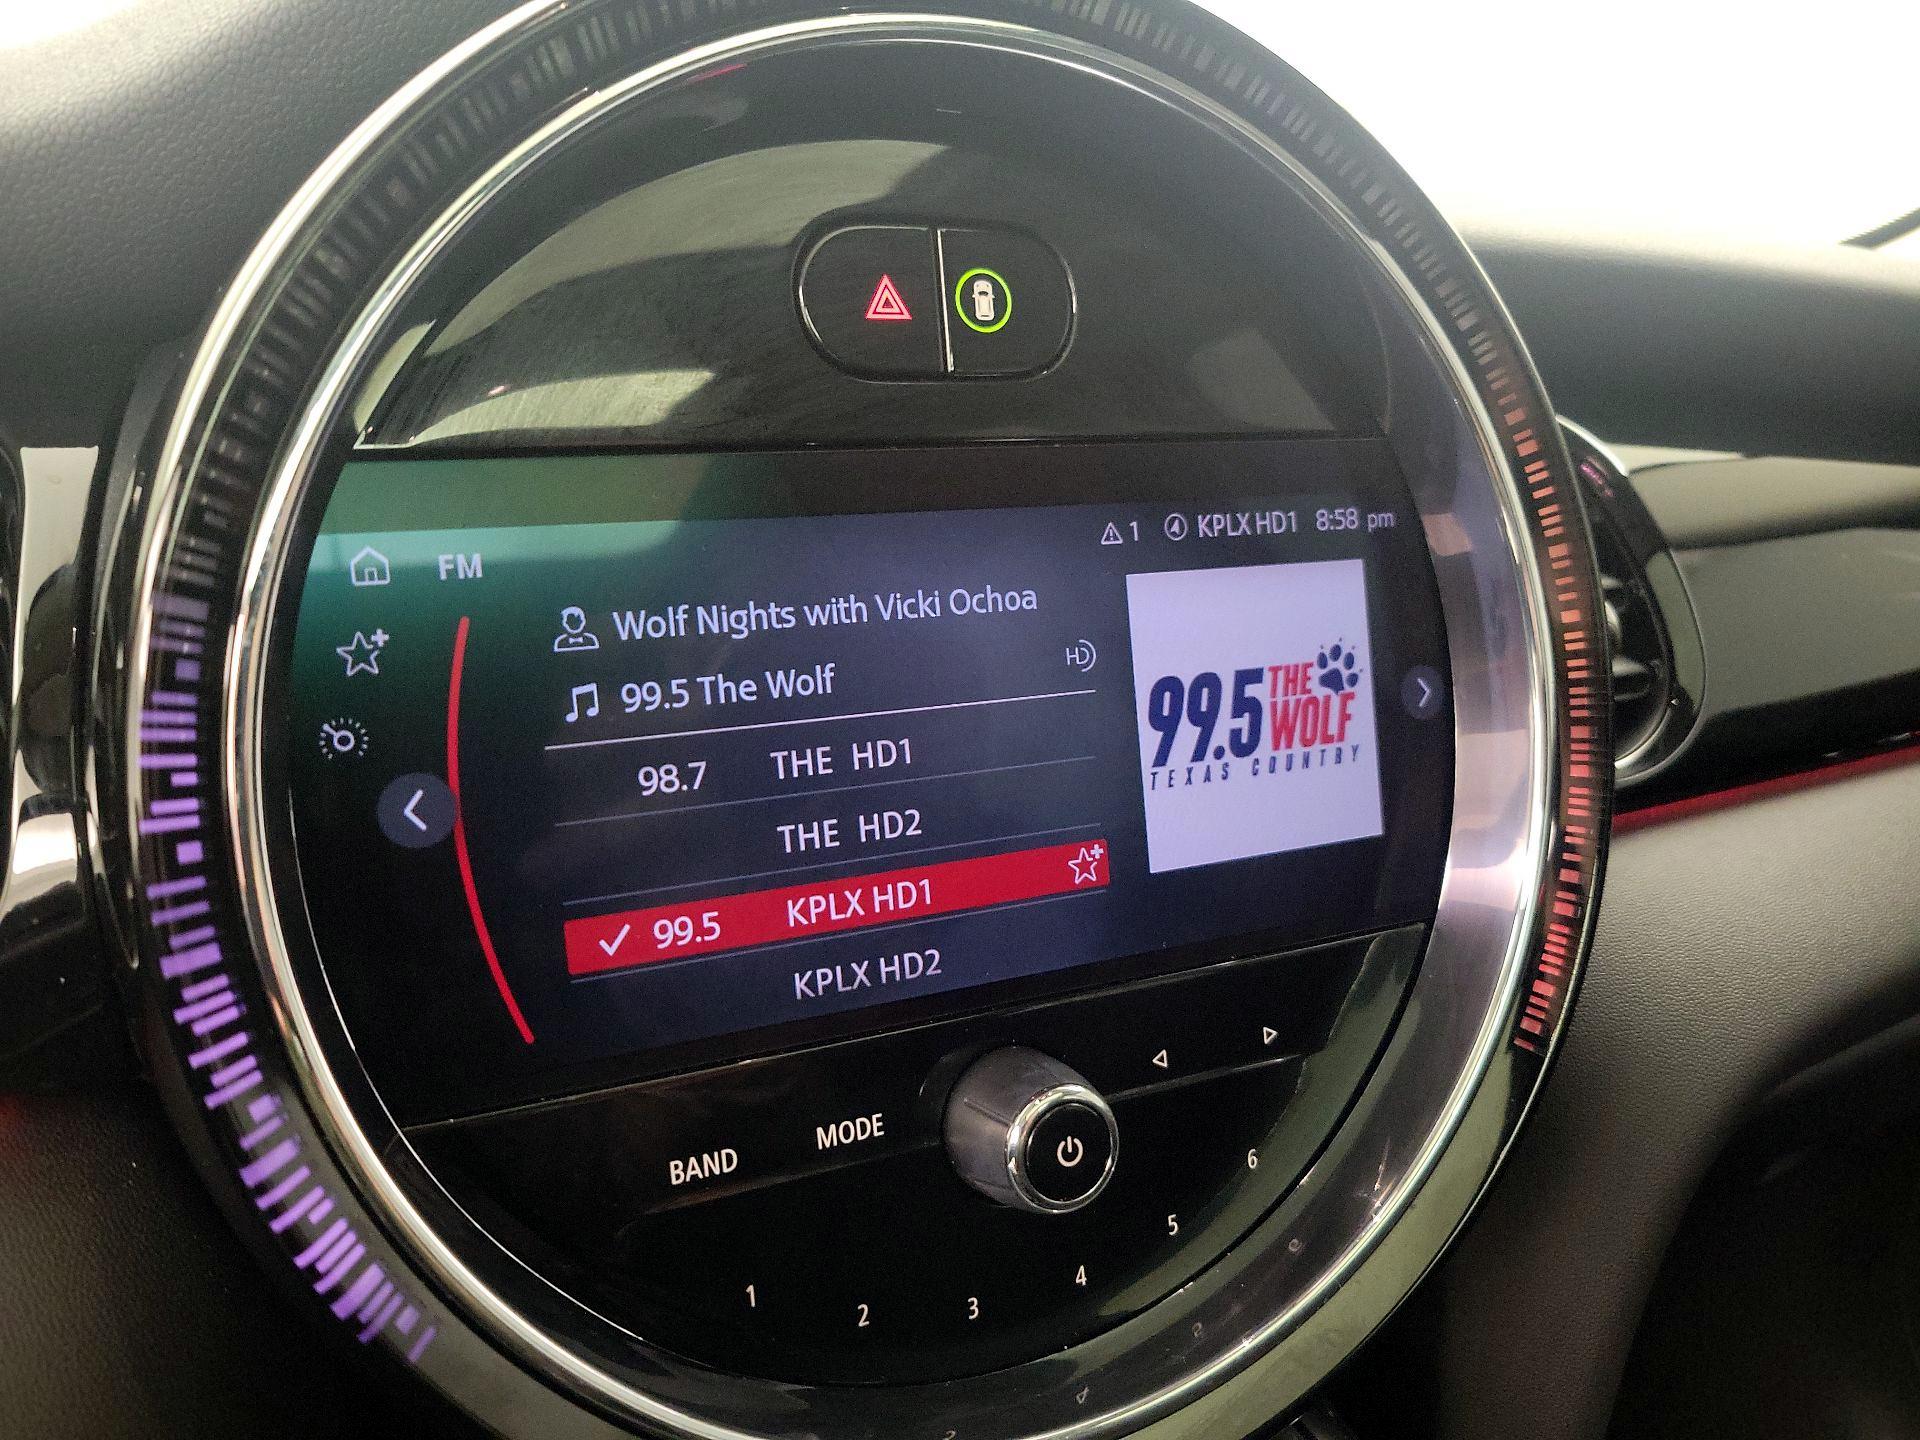 1 KPLX HD1 8:58 pm
FM
Wolf Nights with Vicki Ochoa
99.5 The Wolf
HD
98.7 THE HD1
THE HD2
99.5 KPLX HD1
KPLX HD2
99.5 THE WOLF
TEXAS COUNTRY
BAND MODE
1 2 3 4 5 6